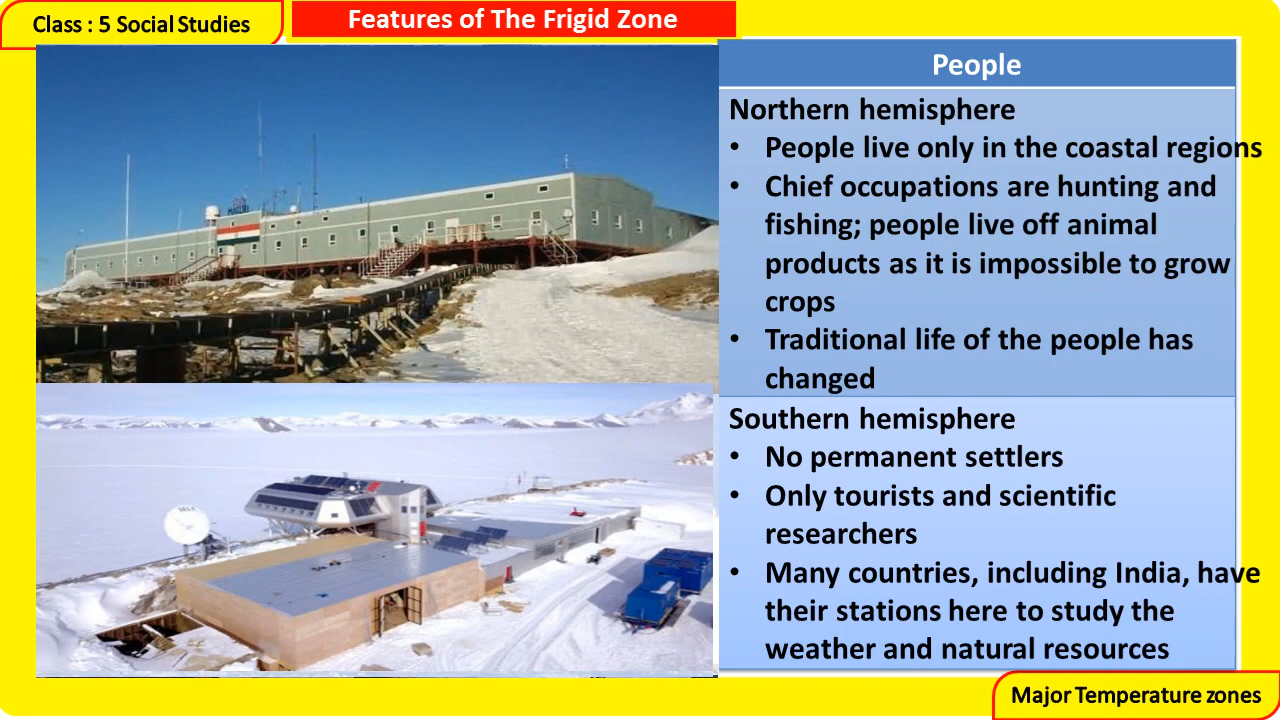 Class : 5 Social Studies
Features of The Frigid Zone
People
Northern hemisphere
• People live only in the coastal regions
• Chief occupations are hunting and
fishing; people live off animal
products as it is impossible to grow
crops
• Traditional life of the people has
changed
Southern hemisphere
• No permanent settlers
• Only tourists and scientific
researchers
• Many countries, including India, have
their stations here to study the
weather and natural resources
MAITRI
Major Temperature zones